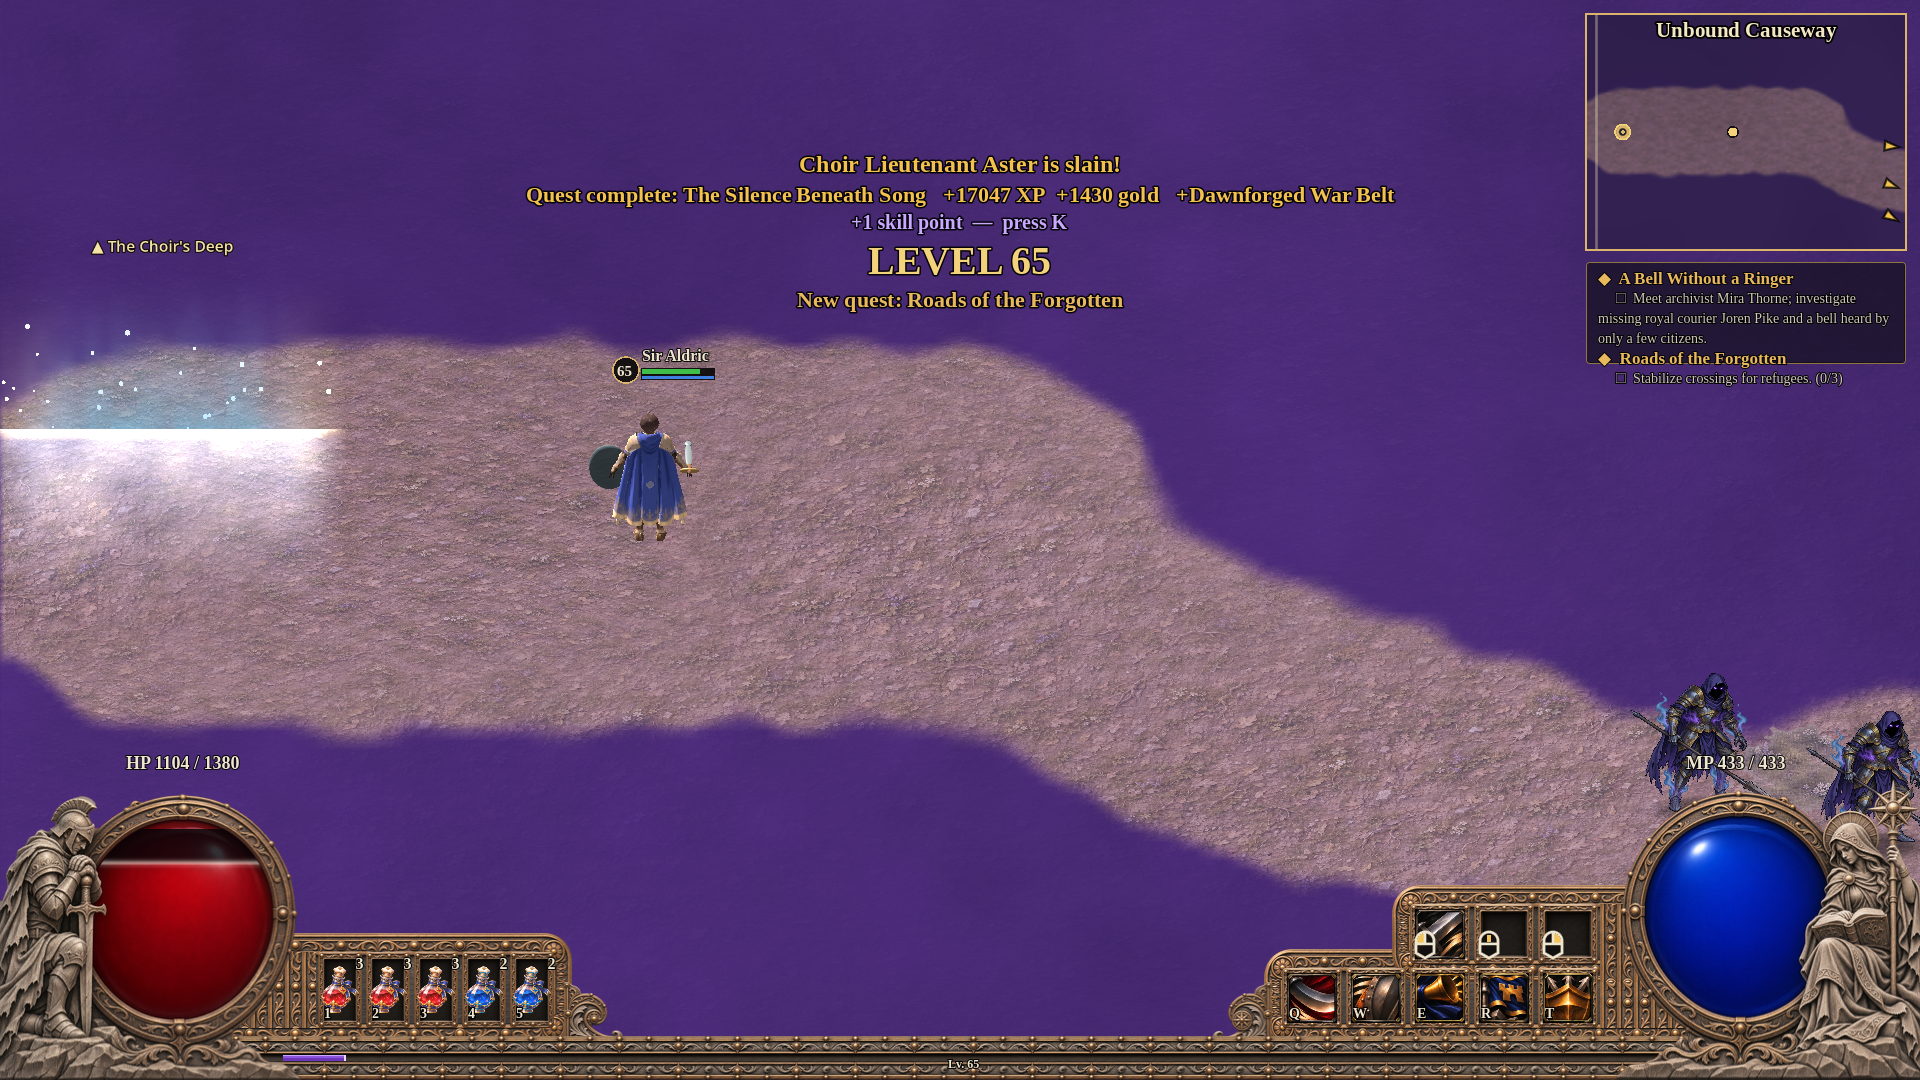 Unbound Causeway
Choir Lieutenant Aster is slain!
Quest complete: The Silence Beneath Song +17047 XP +1430 gold +Dawnforged War Belt
+1 skill point — press K
LEVEL 65
New quest: Roads of the Forgotten
▲ The Choir's Deep
◆ A Bell Without a Ringer
☐ Meet archivist Mira Thorne; investigate
missing royal courier Joren Pike and a bell heard by
only a few citizens.
◆ Roads of the Forgotten
☐ Stabilize crossings for refugees. (0/3)
Sir Aldric
65
HP 1104 / 1380
MP 433 / 433
3 3 3 2 2
1 2 3 4 5
Q W E R T
Lv. 65